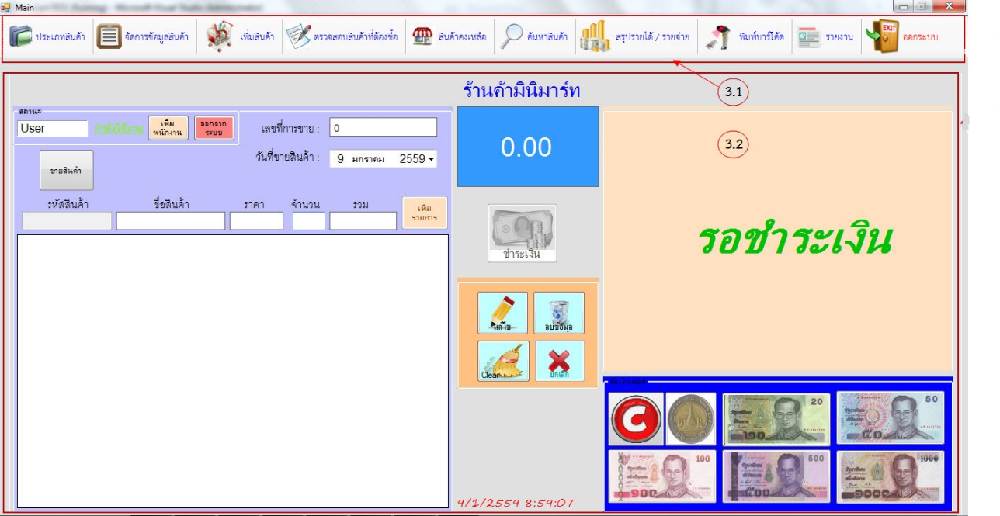 Main
ประเภทสินค้า จัดการข้อมูลสินค้า เพิ่มสินค้า ตรวจสอบสินค้าที่ต้องซื้อ สินค้าคงเหลือ ค้นหาสินค้า สรุปรายได้ / รายจ่าย พิมพ์บาร์โค้ด รายงาน EXIT ออกระบบ
3.1
ร้านค้ามินิมาร์ท
สถานะ
User กำลังใช้งาน เพิ่ม
พนักงาน
ออกจาก
ระบบ
เลขที่การขาย : 0
วันที่ขายสินค้า : 9 มกราคม 2559
ขายสินค้า
รหัสสินค้า ชื่อสินค้า ราคา จำนวน รวม
เพิ่ม
รายการ
0.00
ชำระเงิน
แก้ไข ลบข้อมูล
Clear ยกเลิก
3.2
รอชำระเงิน
รับเงินพอดี
C 20 ๒๐ 50 ๕๐
100 ๑๐๐ 500 ๕๐๐ 1000 ๑๐๐๐
9/1/2559 8:59:07